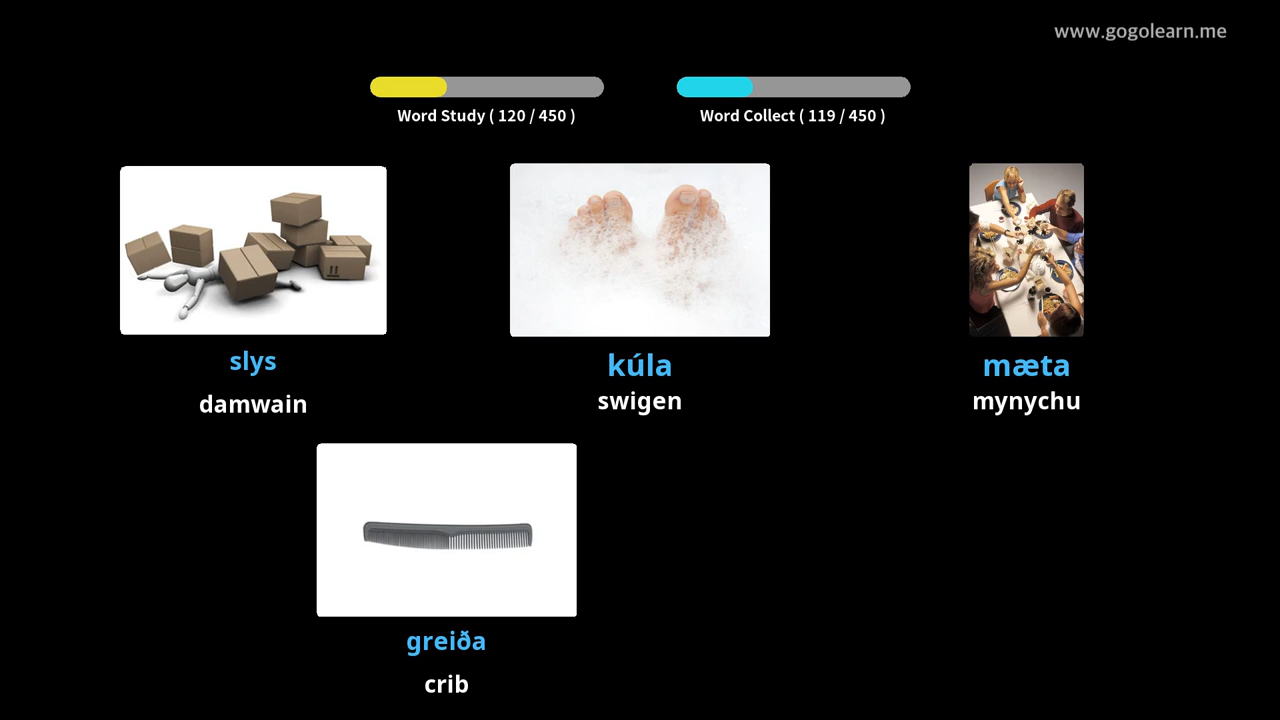 www.gogolearn.me
Word Study ( 120 / 450 )
Word Collect ( 119 / 450 )
slys
damwain
kúla
swigen
mæta
mynychu
greiða
crib